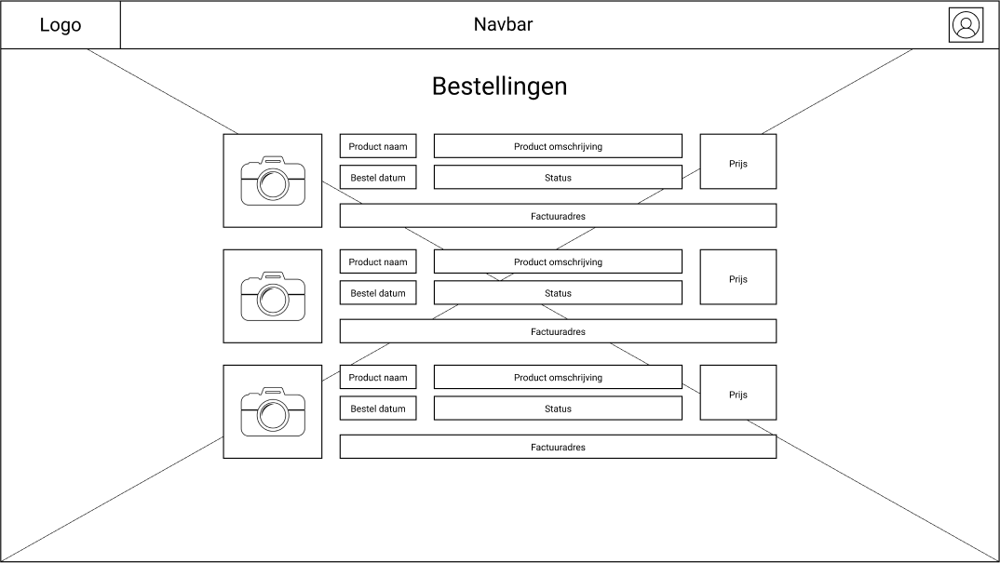 Logo
Navbar
Bestellingen
Product naam
Product omschrijving
Prijs
Bestel datum
Status
Factuuradres
Product naam
Product omschrijving
Prijs
Bestel datum
Status
Factuuradres
Product naam
Product omschrijving
Prijs
Bestel datum
Status
Factuuradres